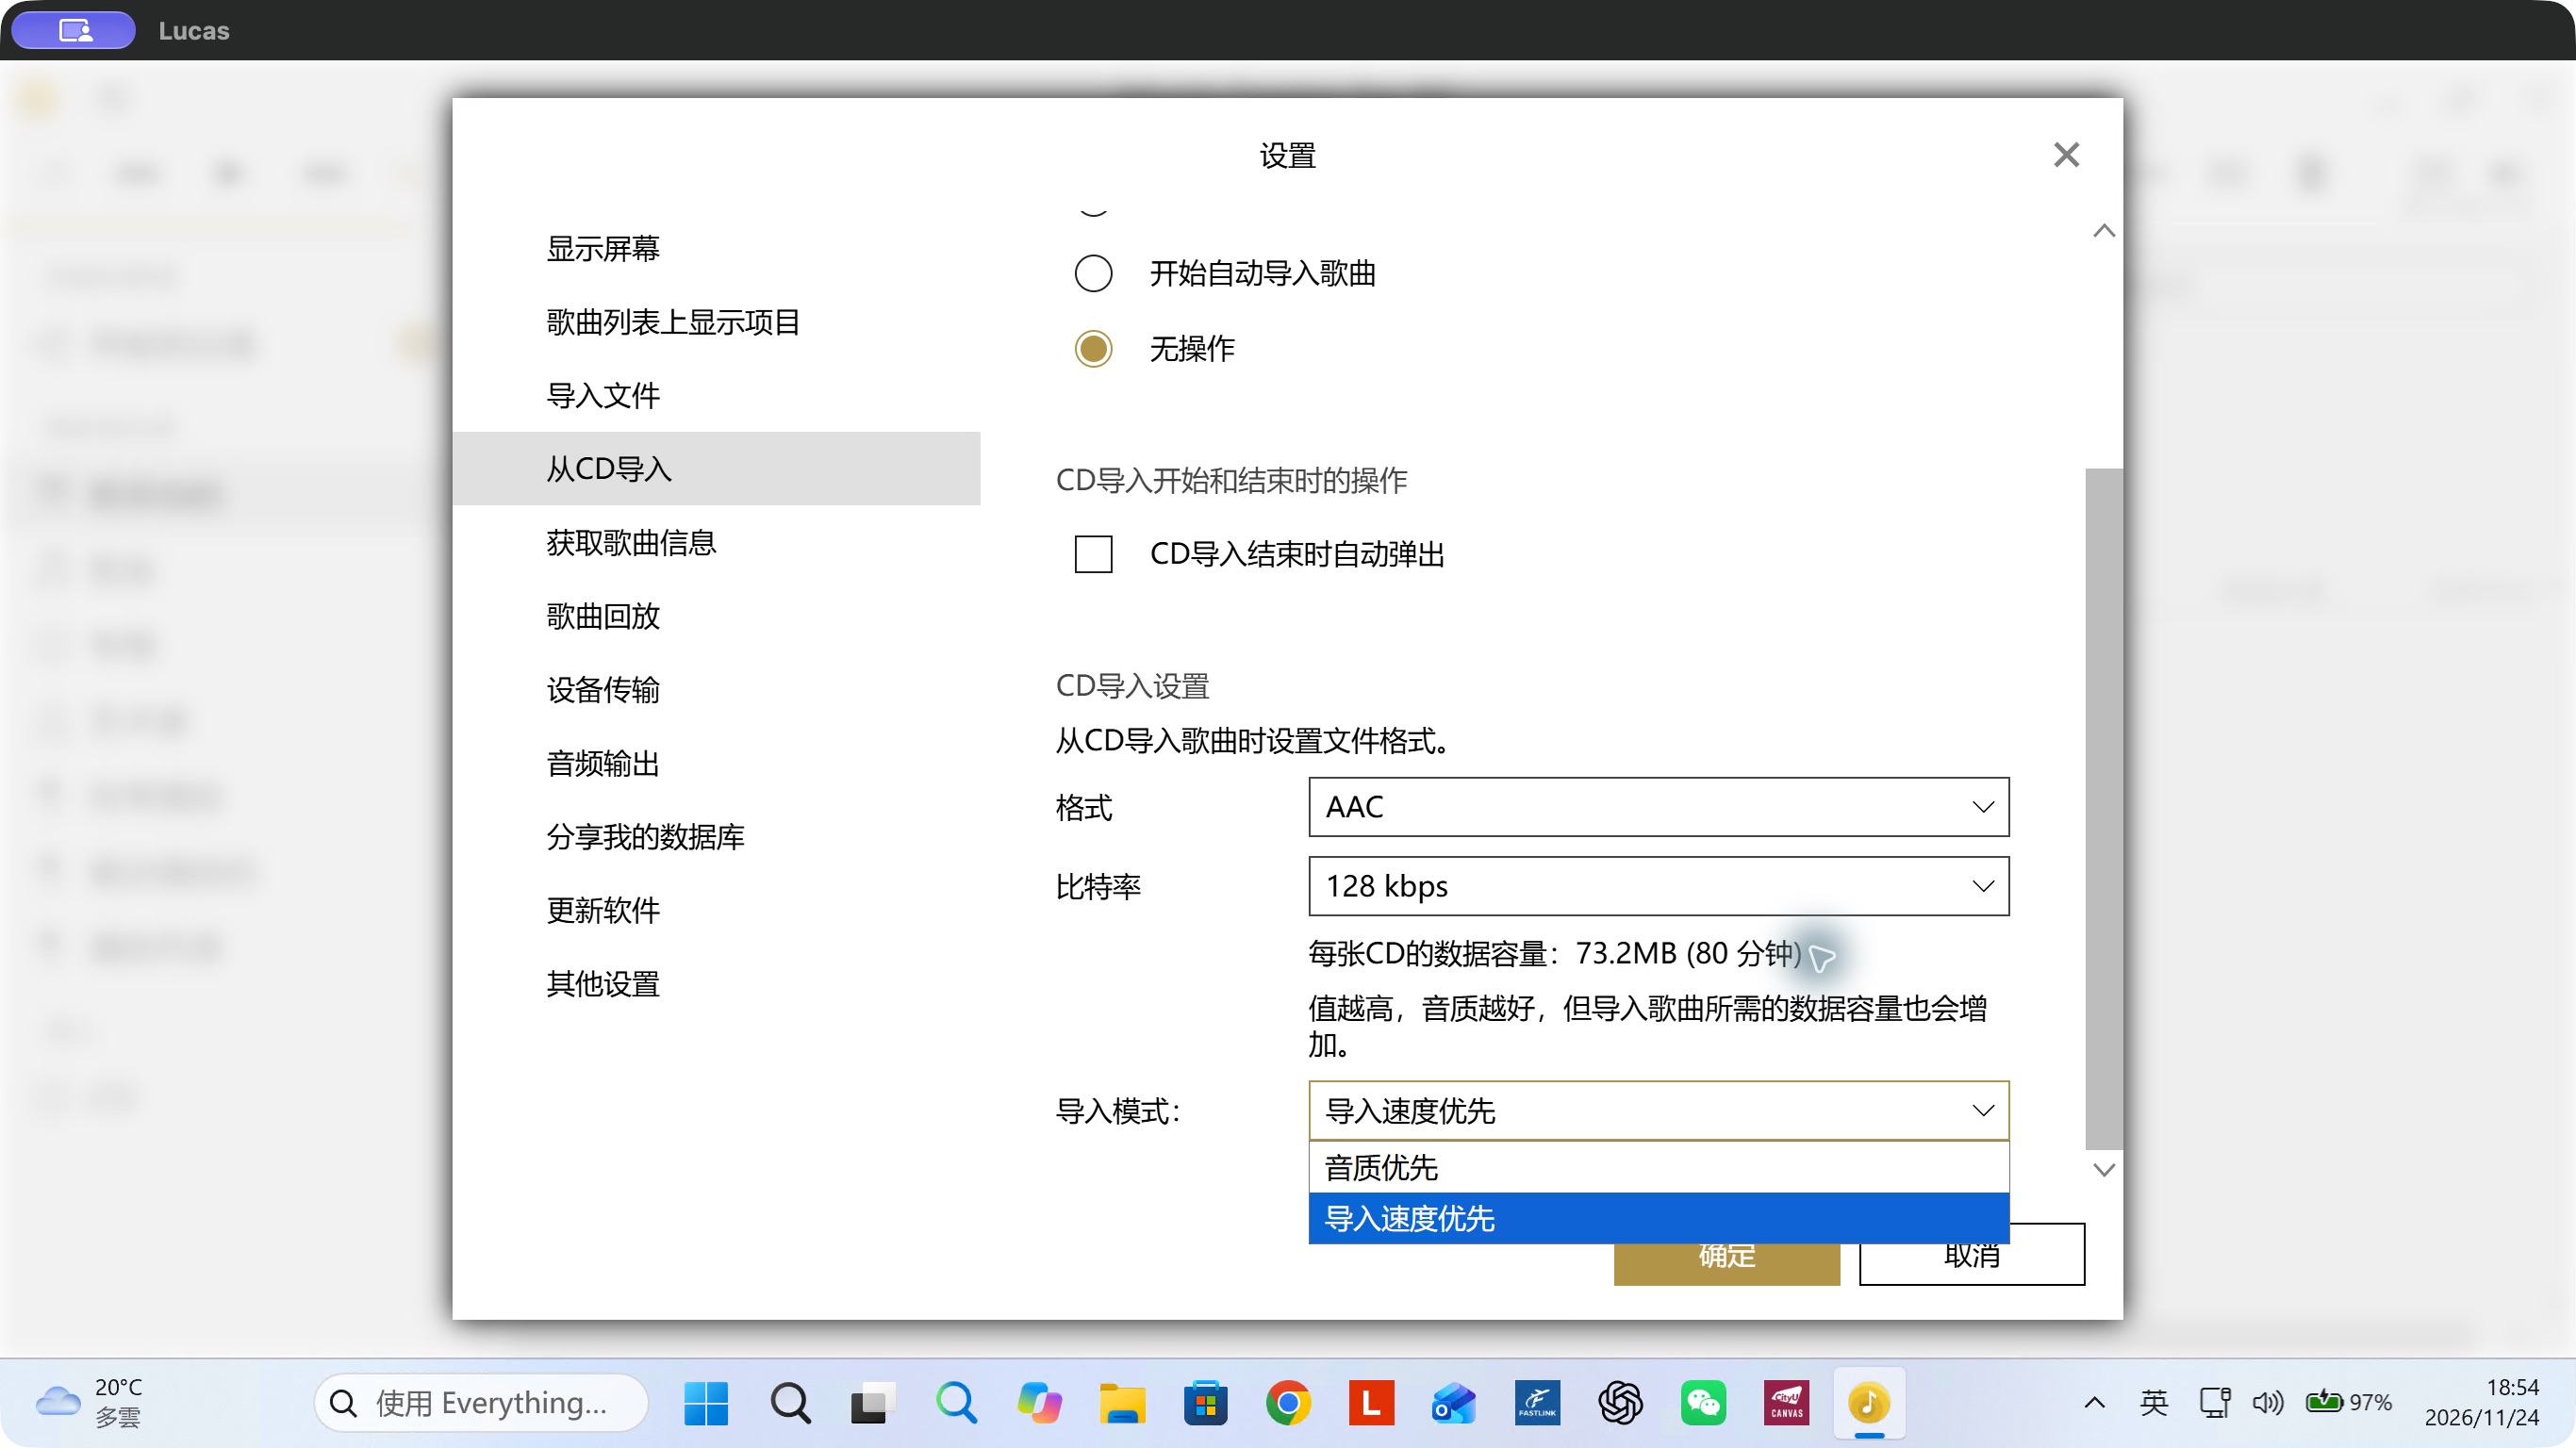 Lucas
设置
显示屏幕
歌曲列表上显示项目
导入文件
从CD导入
获取歌曲信息
歌曲回放
设备传输
音频输出
分享我的数据库
更新软件
其他设置
开始自动导入歌曲
无操作
CD导入开始和结束时的操作
CD导入结束时自动弹出
CD导入设置
从CD导入歌曲时设置文件格式。
格式
AAC
比特率
128 kbps
每张CD的数据容量：73.2MB (80 分钟)
值越高，音质越好，但导入歌曲所需的数据容量也会增
加。
导入模式：
导入速度优先
音质优先
导入速度优先
确定
取消
20°C
多雲
使用 Everything...
L
O
FASTLINK
CityU
CANVAS
英
97%
18:54
2026/11/24